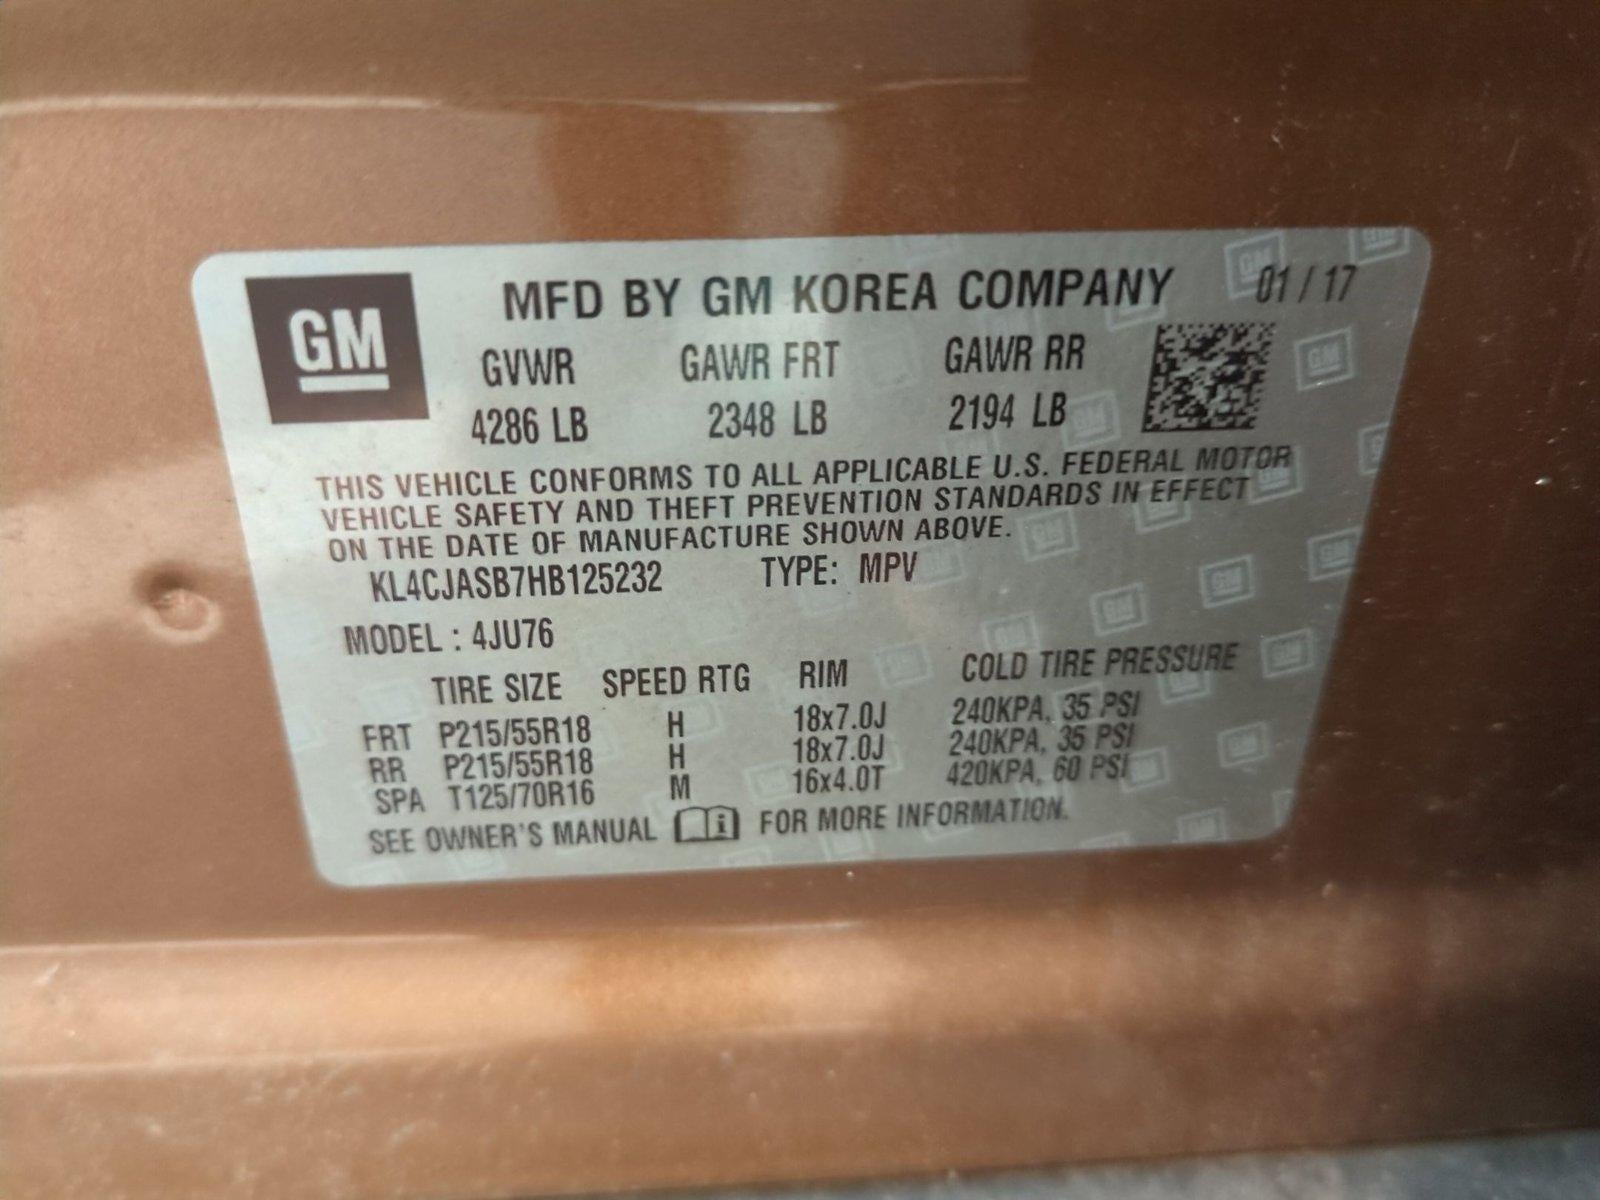 GM
MFD BY GM KOREA COMPANY 01 / 17
GVWR GAWR FRT GAWR RR
4286 LB 2348 LB 2194 LB
THIS VEHICLE CONFORMS TO ALL APPLICABLE U.S. FEDERAL MOTOR
VEHICLE SAFETY AND THEFT PREVENTION STANDARDS IN EFFECT
ON THE DATE OF MANUFACTURE SHOWN ABOVE.
KL4CJASB7HB125232 TYPE: MPV
MODEL : 4JU76
TIRE SIZE SPEED RTG RIM COLD TIRE PRESSURE
FRT P215/55R18 H 18x7.0J 240KPA, 35 PSI
RR P215/55R18 H 18x7.0J 240KPA, 35 PSI
SPA T125/70R16 M 16x4.0T 420KPA, 60 PSI
SEE OWNER'S MANUAL i FOR MORE INFORMATION.